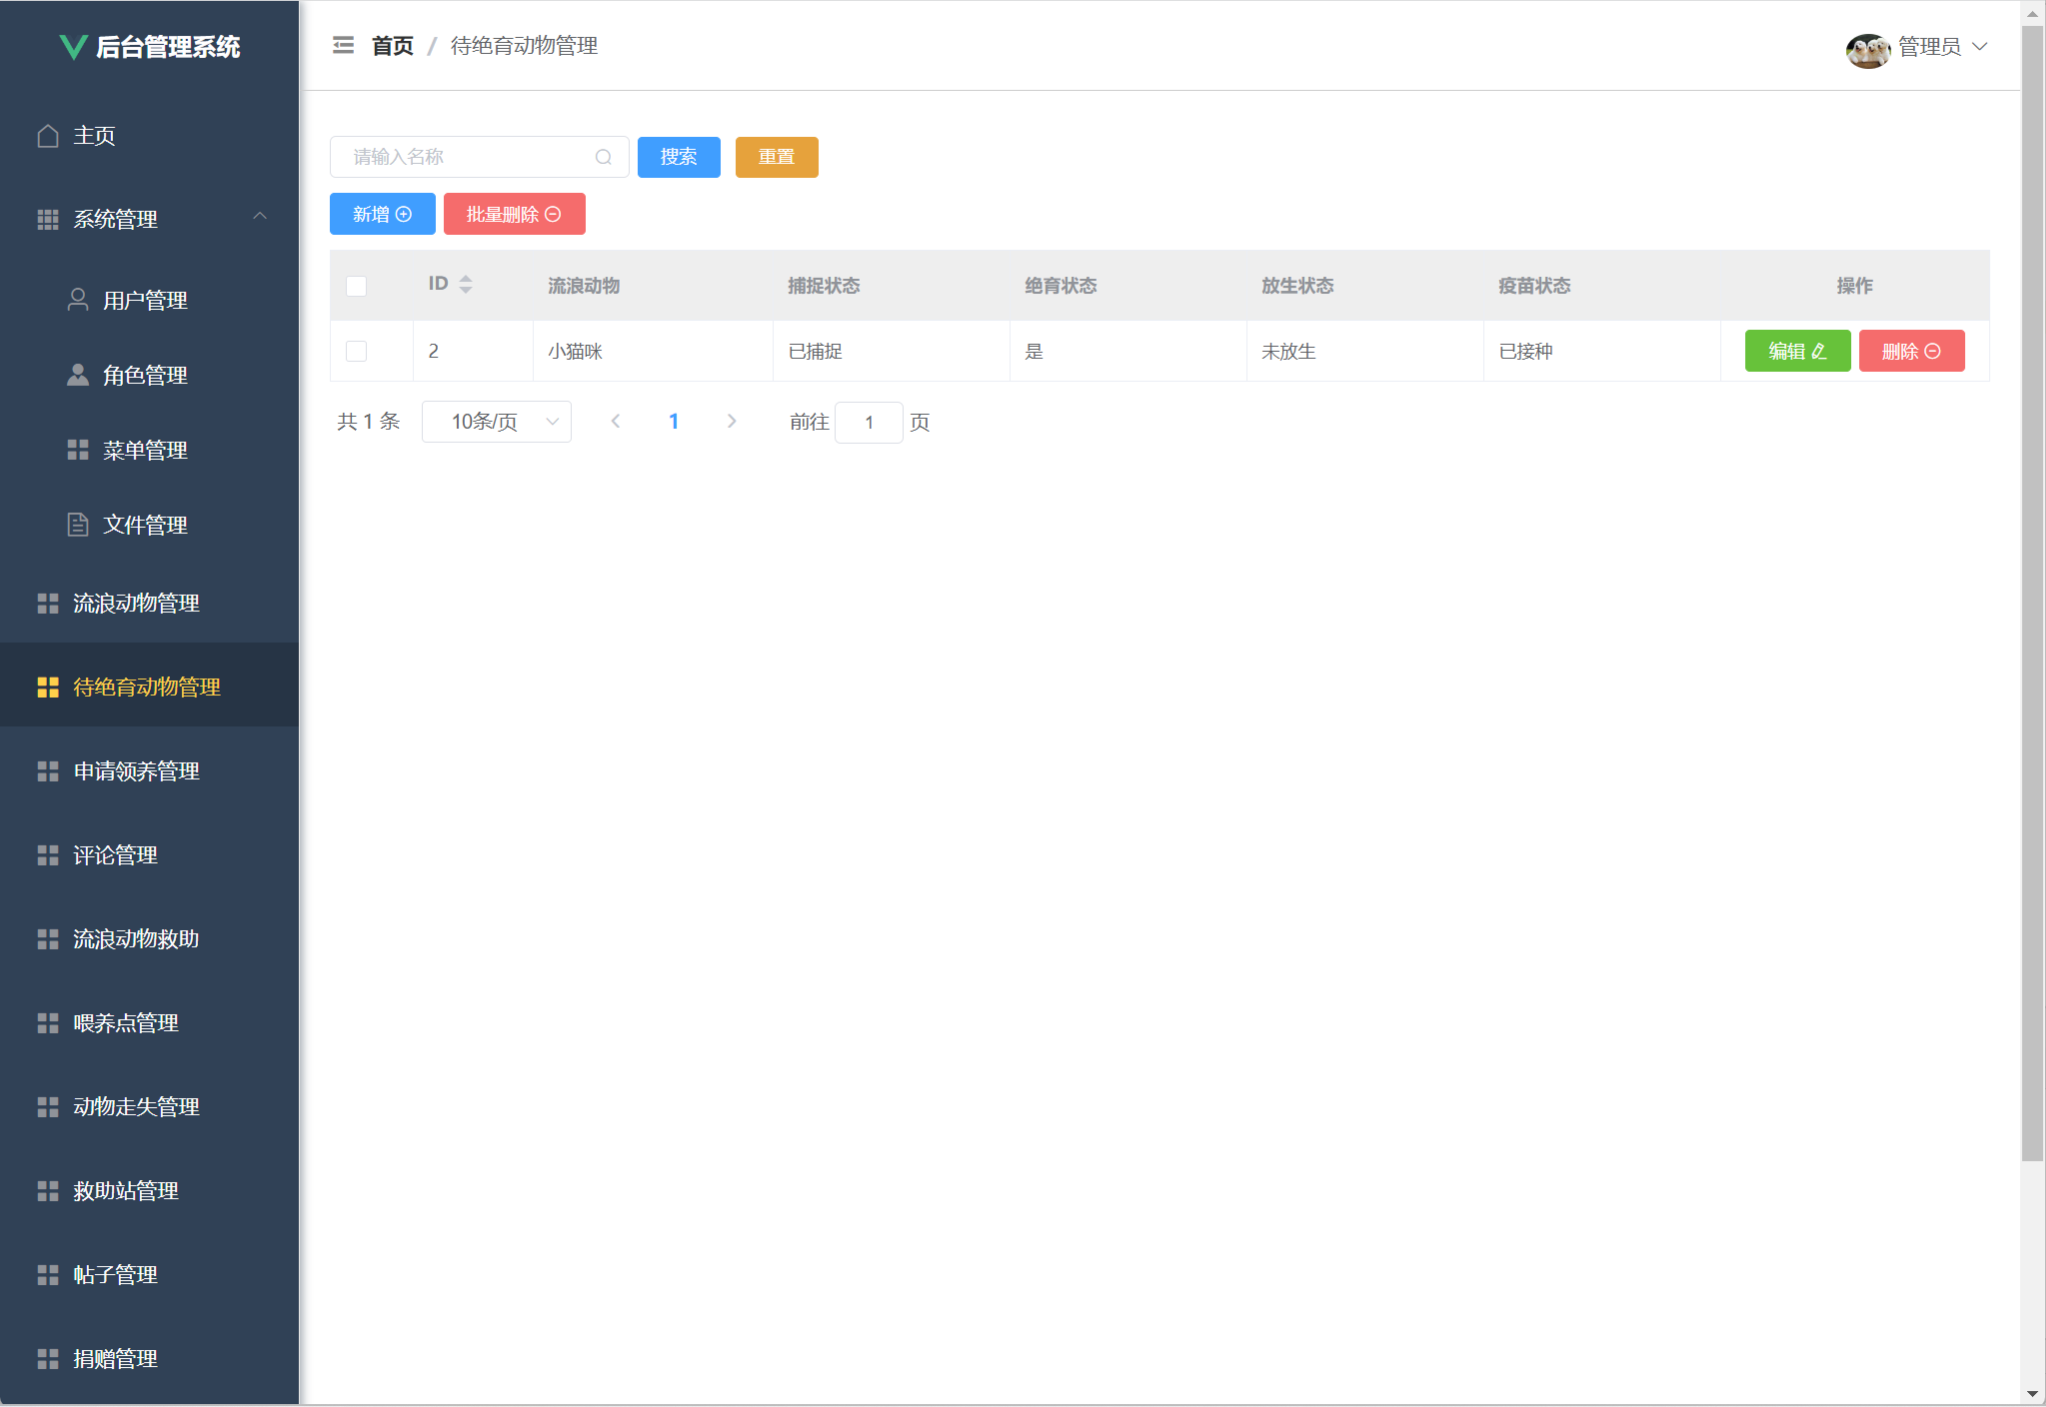 后台管理系统
主页
系统管理
用户管理
角色管理
菜单管理
文件管理
流浪动物管理
待绝育动物管理
申请领养管理
评论管理
流浪动物救助
喂养点管理
动物走失管理
救助站管理
帖子管理
捐赠管理
首页 / 待绝育动物管理
管理员
请输入名称 搜索 重置
新增 批量删除
ID 流浪动物 捕捉状态 绝育状态 放生状态 疫苗状态 操作
2 小猫咪 已捕捉 是 未放生 已接种 编辑 删除
共 1 条 10条/页 1 前往 1 页